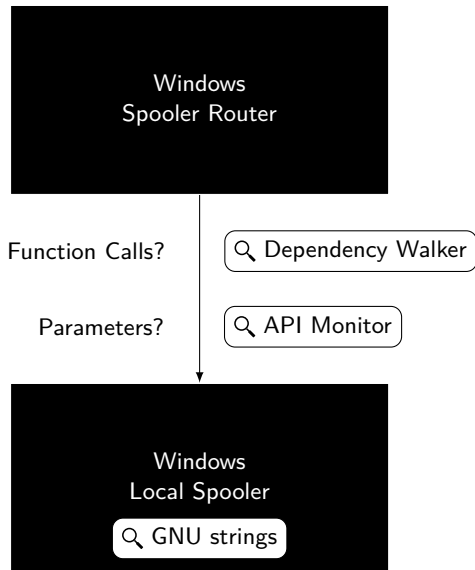 Windows
Spooler Router
Function Calls?
Dependency Walker
Parameters?
API Monitor
Windows
Local Spooler
GNU strings